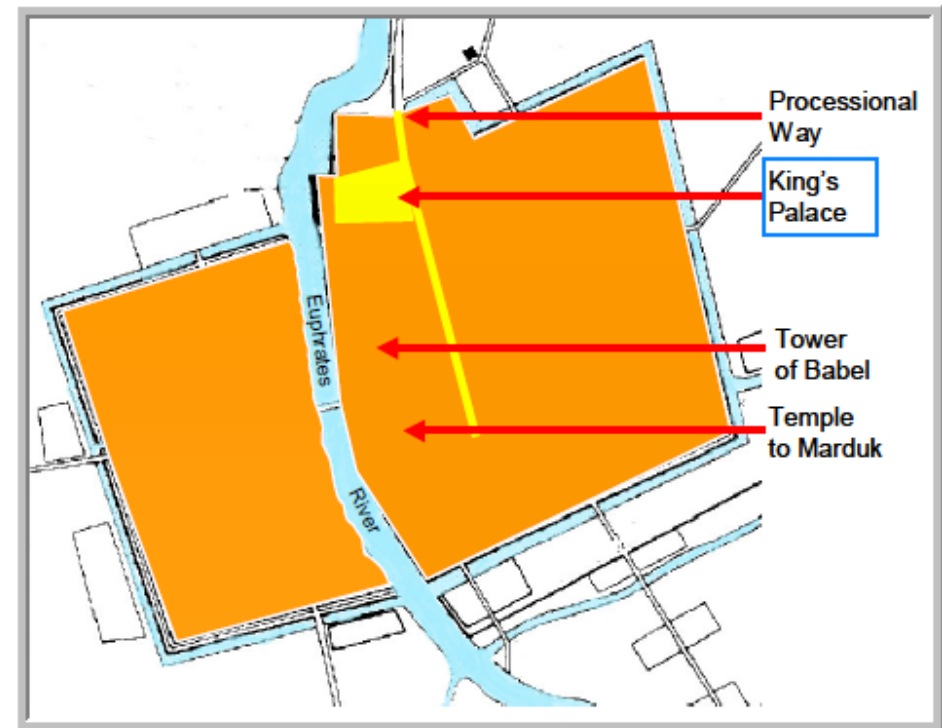 Processional
Way
King's
Palace
Euphrates
Tower
of Babel
Temple
to Marduk
River